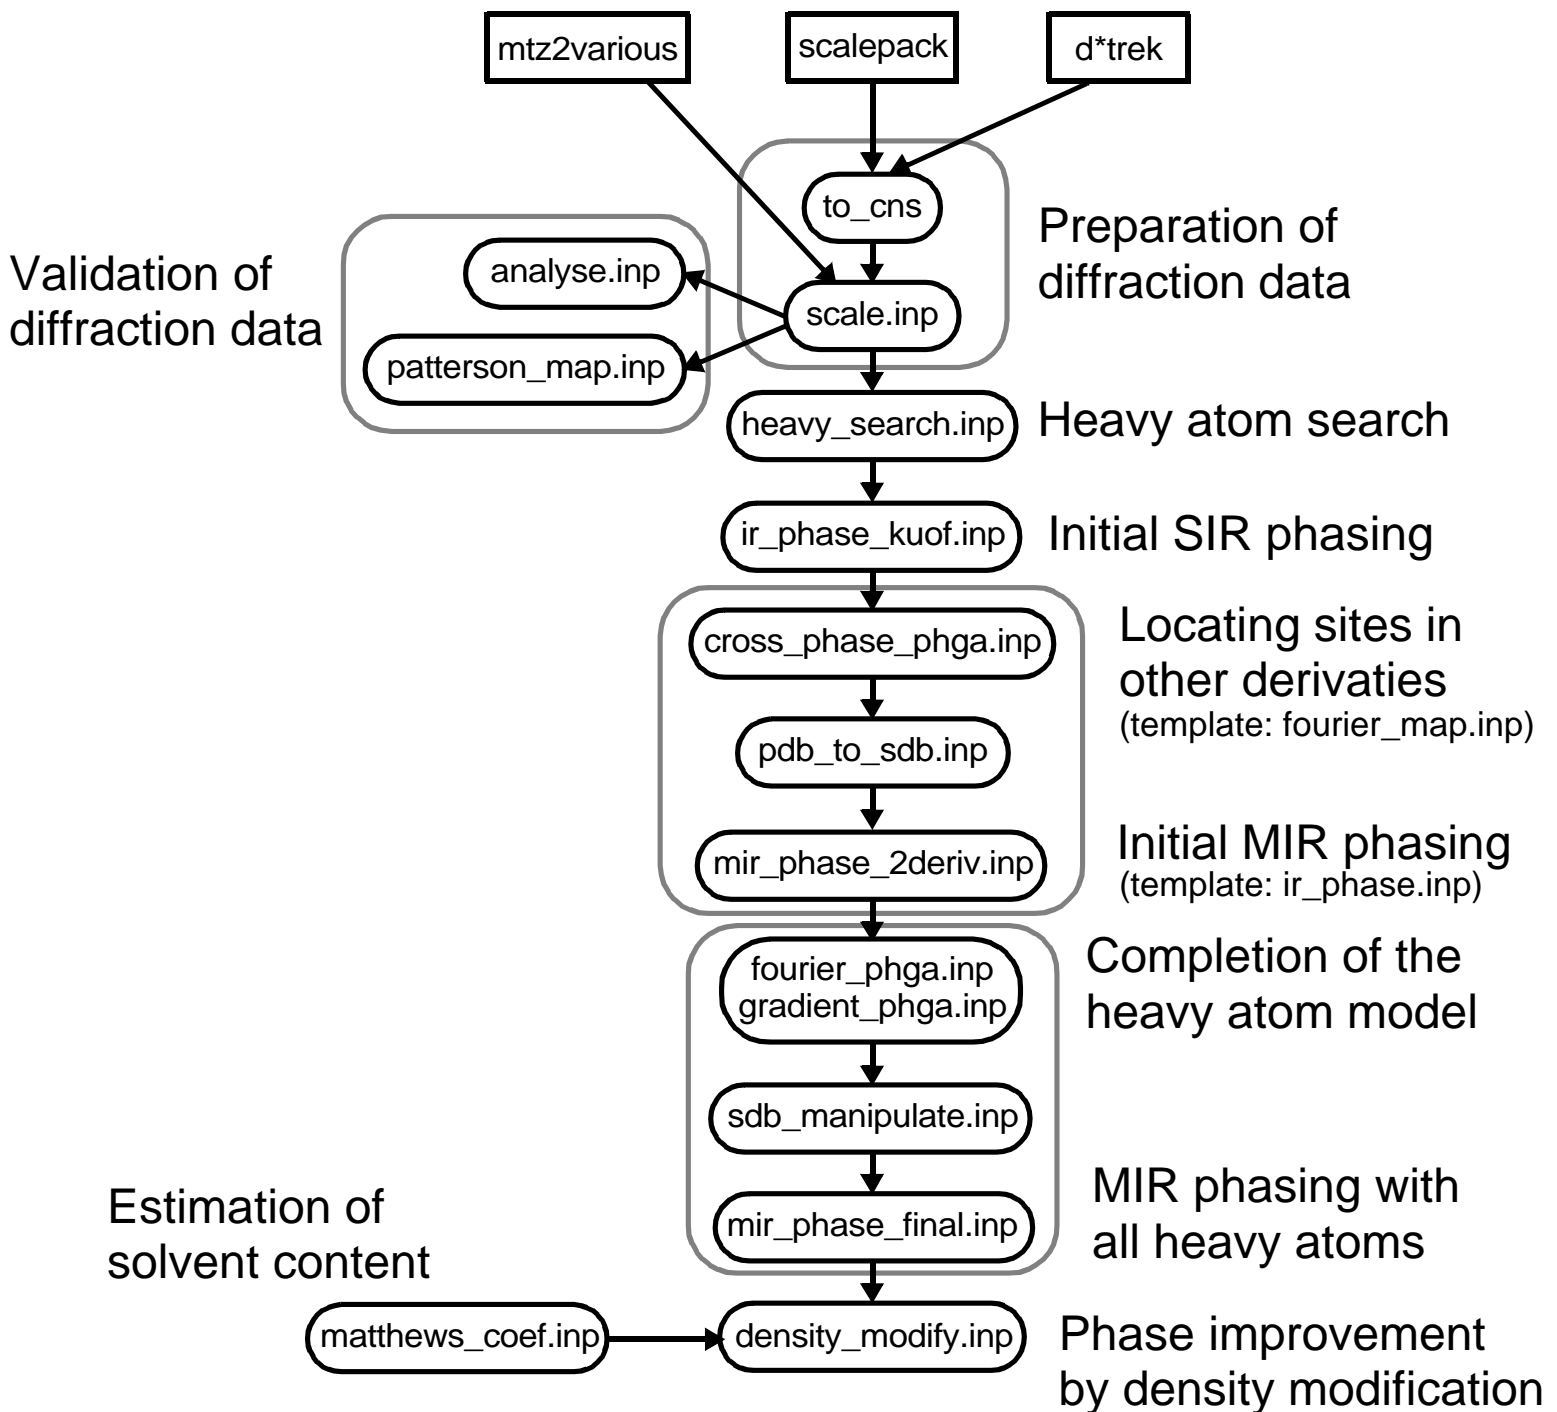 mtz2various
scalepack
d*trek
to_cns
Preparation of
diffraction data
Validation of
diffraction data
analyse.inp
scale.inp
patterson_map.inp
heavy_search.inp
Heavy atom search
ir_phase_kuof.inp
Initial SIR phasing
cross_phase_phga.inp
Locating sites in
other derivaties
(template: fourier_map.inp)
pdb_to_sdb.inp
mir_phase_2deriv.inp
Initial MIR phasing
(template: ir_phase.inp)
fourier_phga.inp
gradient_phga.inp
Completion of the
heavy atom model
sdb_manipulate.inp
mir_phase_final.inp
MIR phasing with
all heavy atoms
Estimation of
solvent content
matthews_coef.inp
density_modify.inp
Phase improvement
by density modification